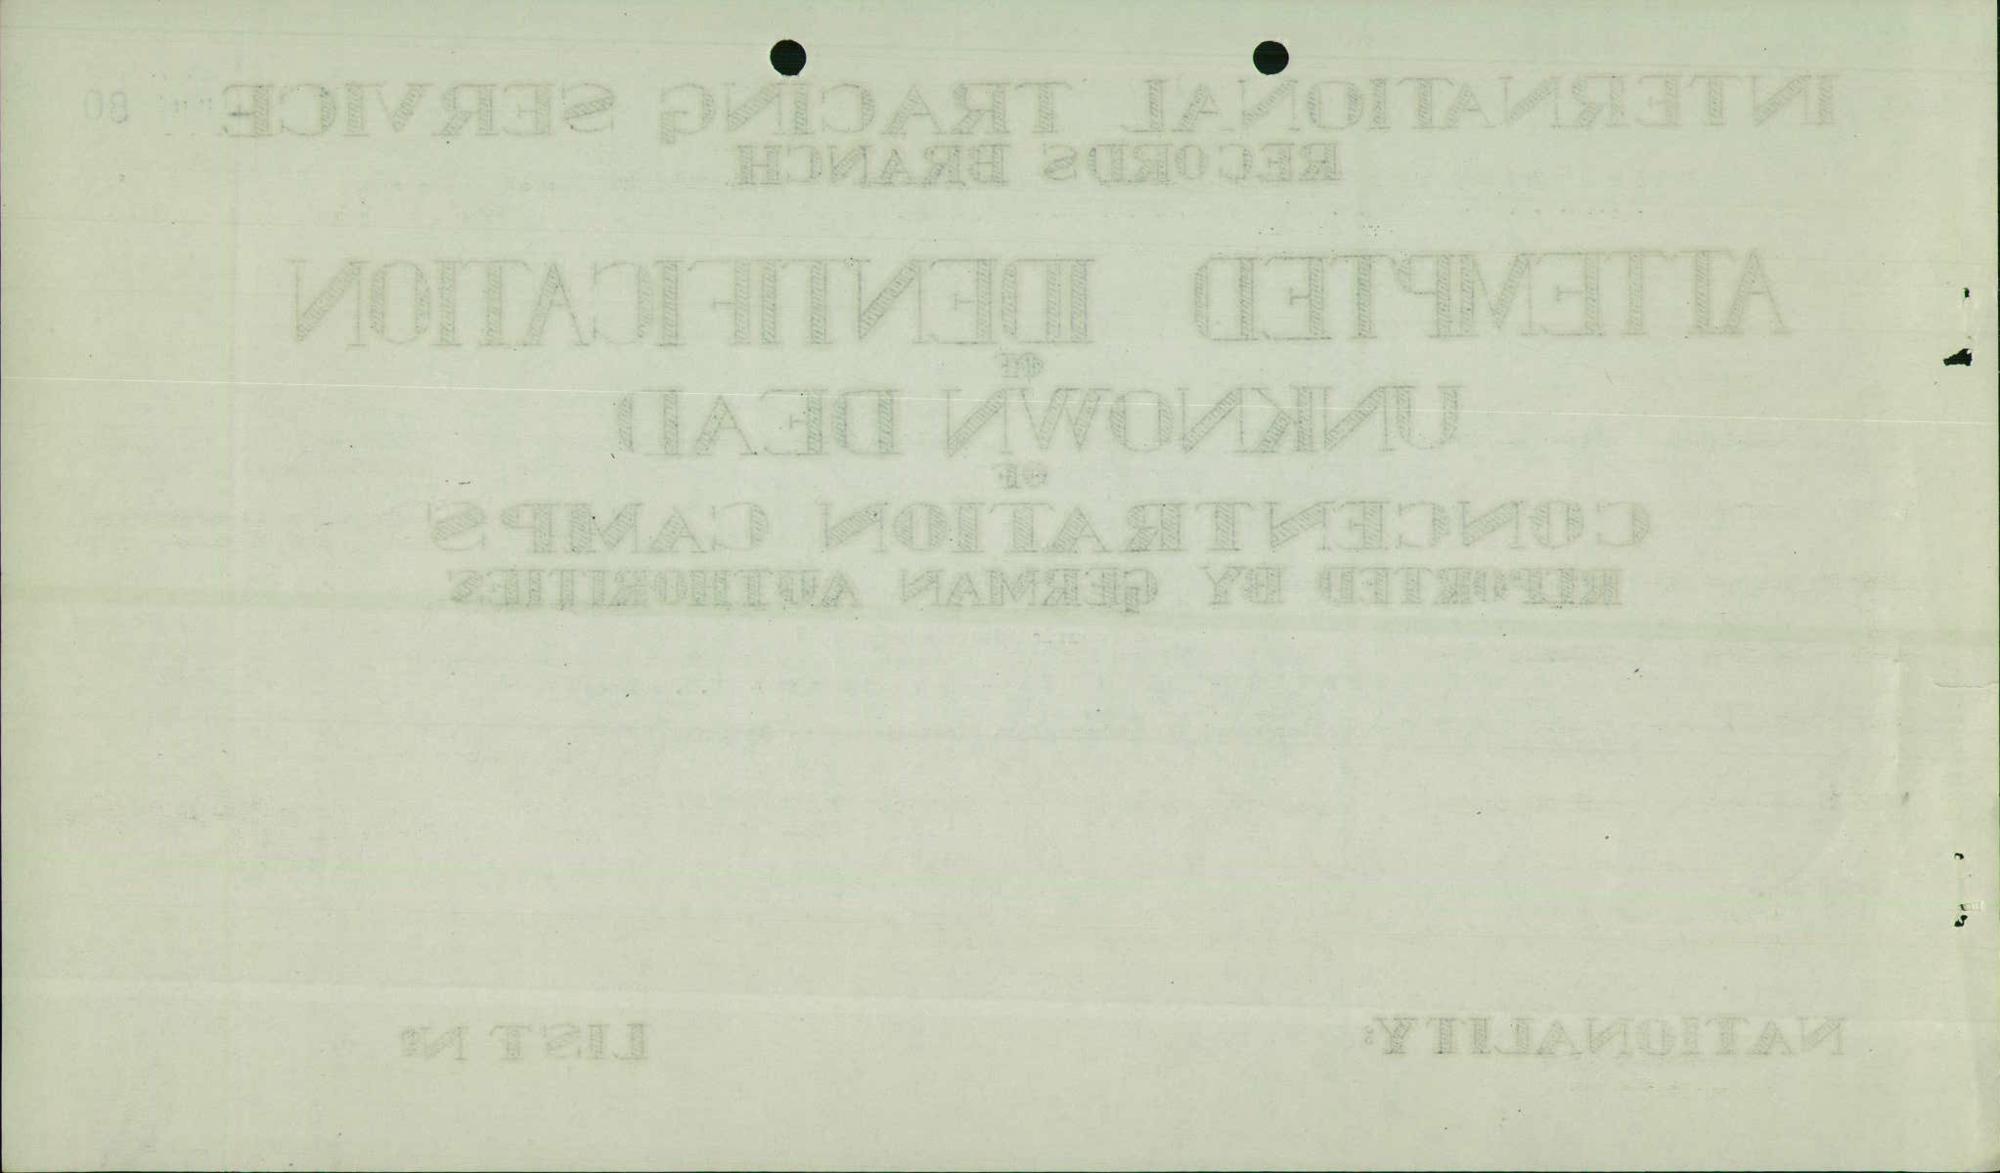 INTERNATIONAL TRACING SERVICE
RECORDS BRANCH
ATTEMPTED IDENTIFICATION
OF
UNKNOWN DEAD
OF
CONCENTRATION CAMPS
REPORTED BY GERMAN AUTHORITIES
NATIONALITY: LIST Nº